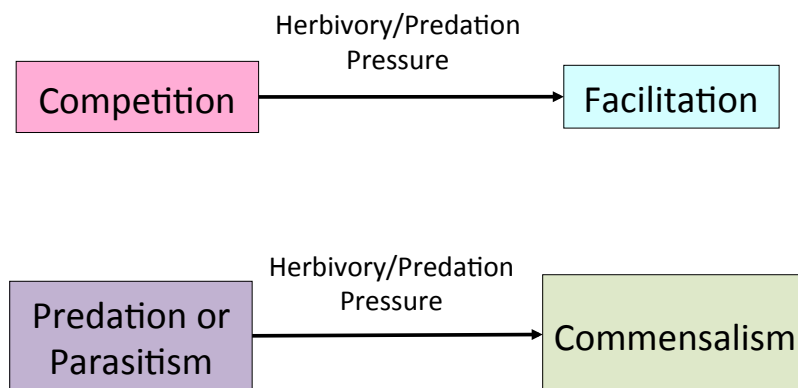 Herbivory/Predation
Pressure
Competition
Facilitation
Herbivory/Predation
Pressure
Predation or
Parasitism
Commensalism